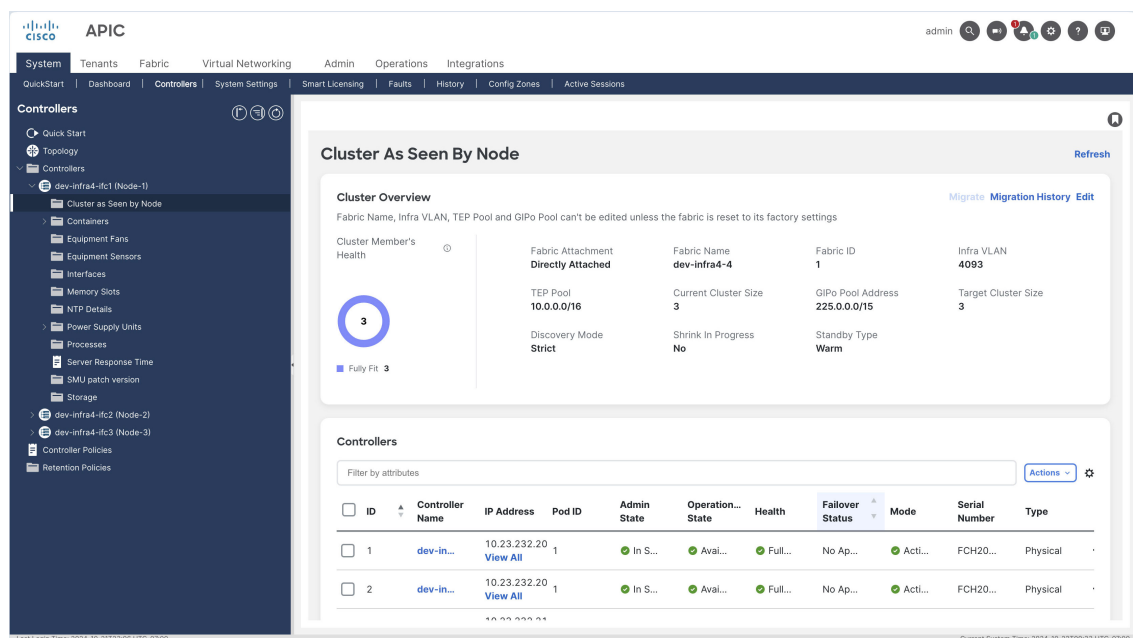 CISCO APIC
admin
1
1
System Tenants Fabric Virtual Networking Admin Operations Integrations
QuickStart | Dashboard | Controllers | System Settings | Smart Licensing | Faults | History | Config Zones | Active Sessions
Controllers
Quick Start
Topology
Controllers
dev-infra4-ifc1 (Node-1)
Cluster as Seen by Node
Containers
Equipment Fans
Equipment Sensors
Interfaces
Memory Slots
NTP Details
Power Supply Units
Processes
Server Response Time
SMU patch version
Storage
dev-infra4-ifc2 (Node-2)
dev-infra4-ifc3 (Node-3)
Controller Policies
Retention Policies
Cluster As Seen By Node
Refresh
Cluster Overview
Migrate Migration History Edit
Fabric Name, Infra VLAN, TEP Pool and GIPo Pool can't be edited unless the fabric is reset to its factory settings
Cluster Member's
Health
3
Fully Fit 3
Fabric Attachment Fabric Name Fabric ID Infra VLAN
Directly Attached dev-infra4-4 1 4093
TEP Pool Current Cluster Size GIPo Pool Address Target Cluster Size
10.0.0.0/16 3 225.0.0.0/15 3
Discovery Mode Shrink In Progress Standby Type
Strict No Warm
Controllers
Filter by attributes
Actions
ID Controller Name IP Address Pod ID Admin State Operation... State Health Failover Status Mode Serial Number Type
1 dev-in... 10.23.232.20 View All 1 In S... Avai... Full... No Ap... Acti... FCH20... Physical
2 dev-in... 10.23.232.20 View All 1 In S... Avai... Full... No Ap... Acti... FCH20... Physical